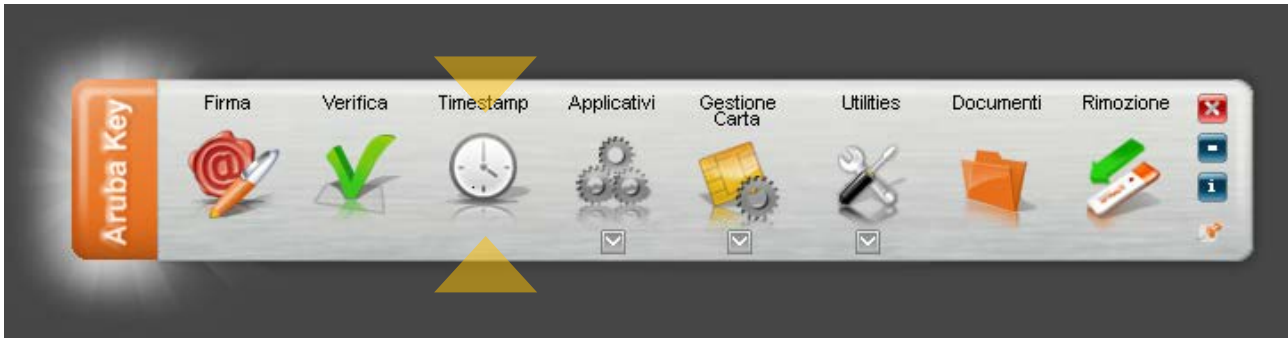 Aruba Key
Firma
Verifica
Timestamp
Applicativi
Gestione
Carta
Utilities
Documenti
Rimozione